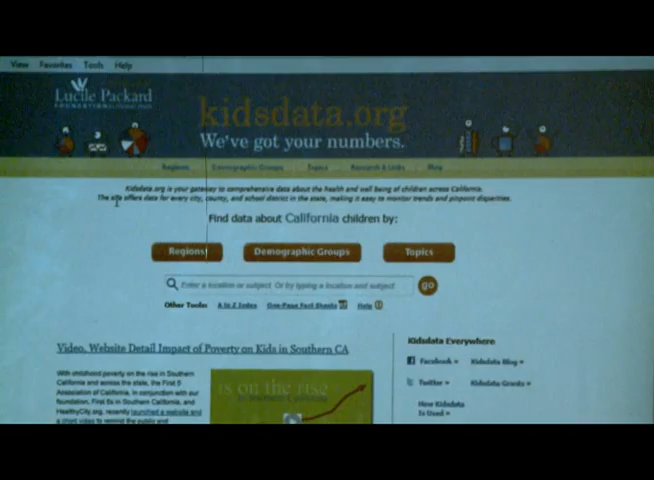 View Favorites Tools Help
Lucile Packard
kidsdata.org
We've got your numbers.
Regions Demographic Groups Topics Research & Links Blog
Kidsdata.org is your gateway to comprehensive data about the health and well being of children across California.
The site offers data for every city, county, and school district in the state, making it easy to monitor trends and pinpoint disparities.
Find data about California children by:
Regions Demographic Groups Topics
Enter a location or subject Or by typing a location and subject go
Other Tools: A to Z Index One-Page Fact Sheets Help
Video, Website Detail Impact of Poverty on Kids in Southern CA
With childhood poverty on the rise in Southern
California and across the state, the First 5
Association of California, in conjunction with our
foundation, First 5s in Southern California, and
HealthyCity.org, recently launched a website and
a short video to remind the public and
is on the rise
Kidsdata Everywhere
Facebook » Kidsdata Blog »
Twitter » Kidsdata Grants »
How Kidsdata
Is Used »